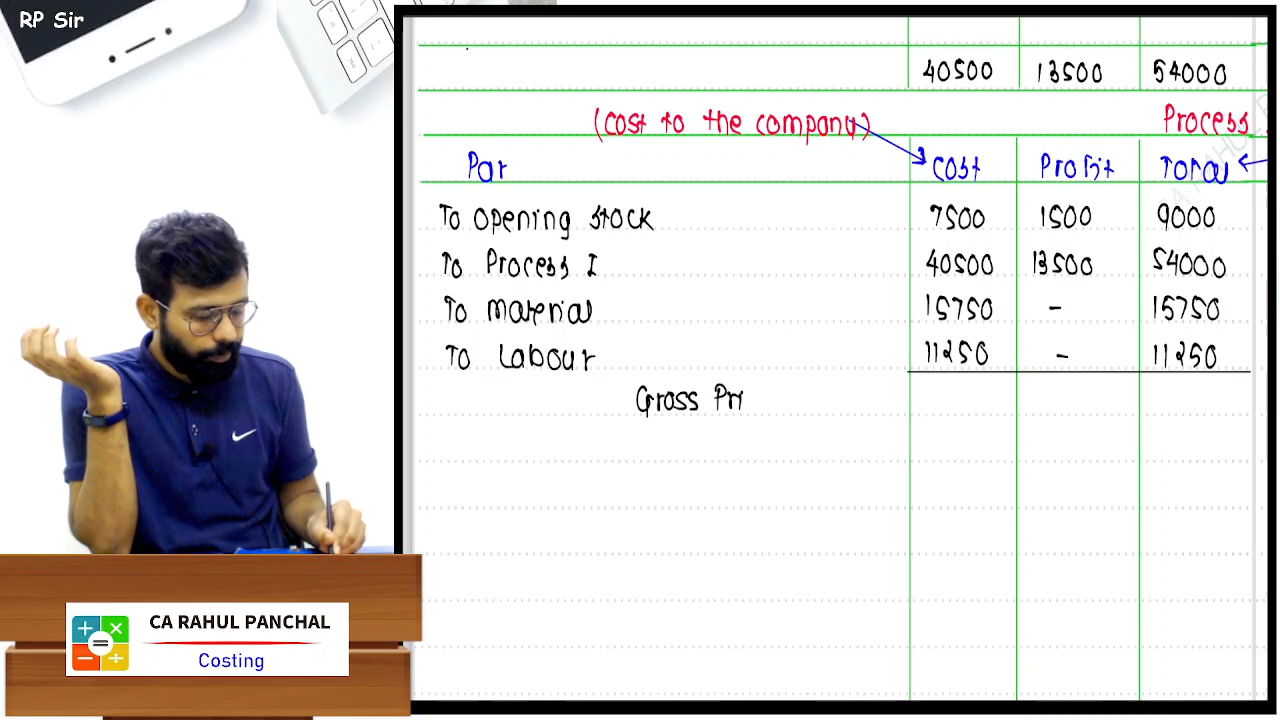 RP Sir
40500 13500 54000
(Cost to the company) Process
Par Cost Profit Total
To Opening Stock 7500 1500 9000
To Process I 40500 13500 54000
To Material 15750 - 15750
To Labour 11250 - 11250
Gross Pri
CA RAHUL PANCHAL
Costing